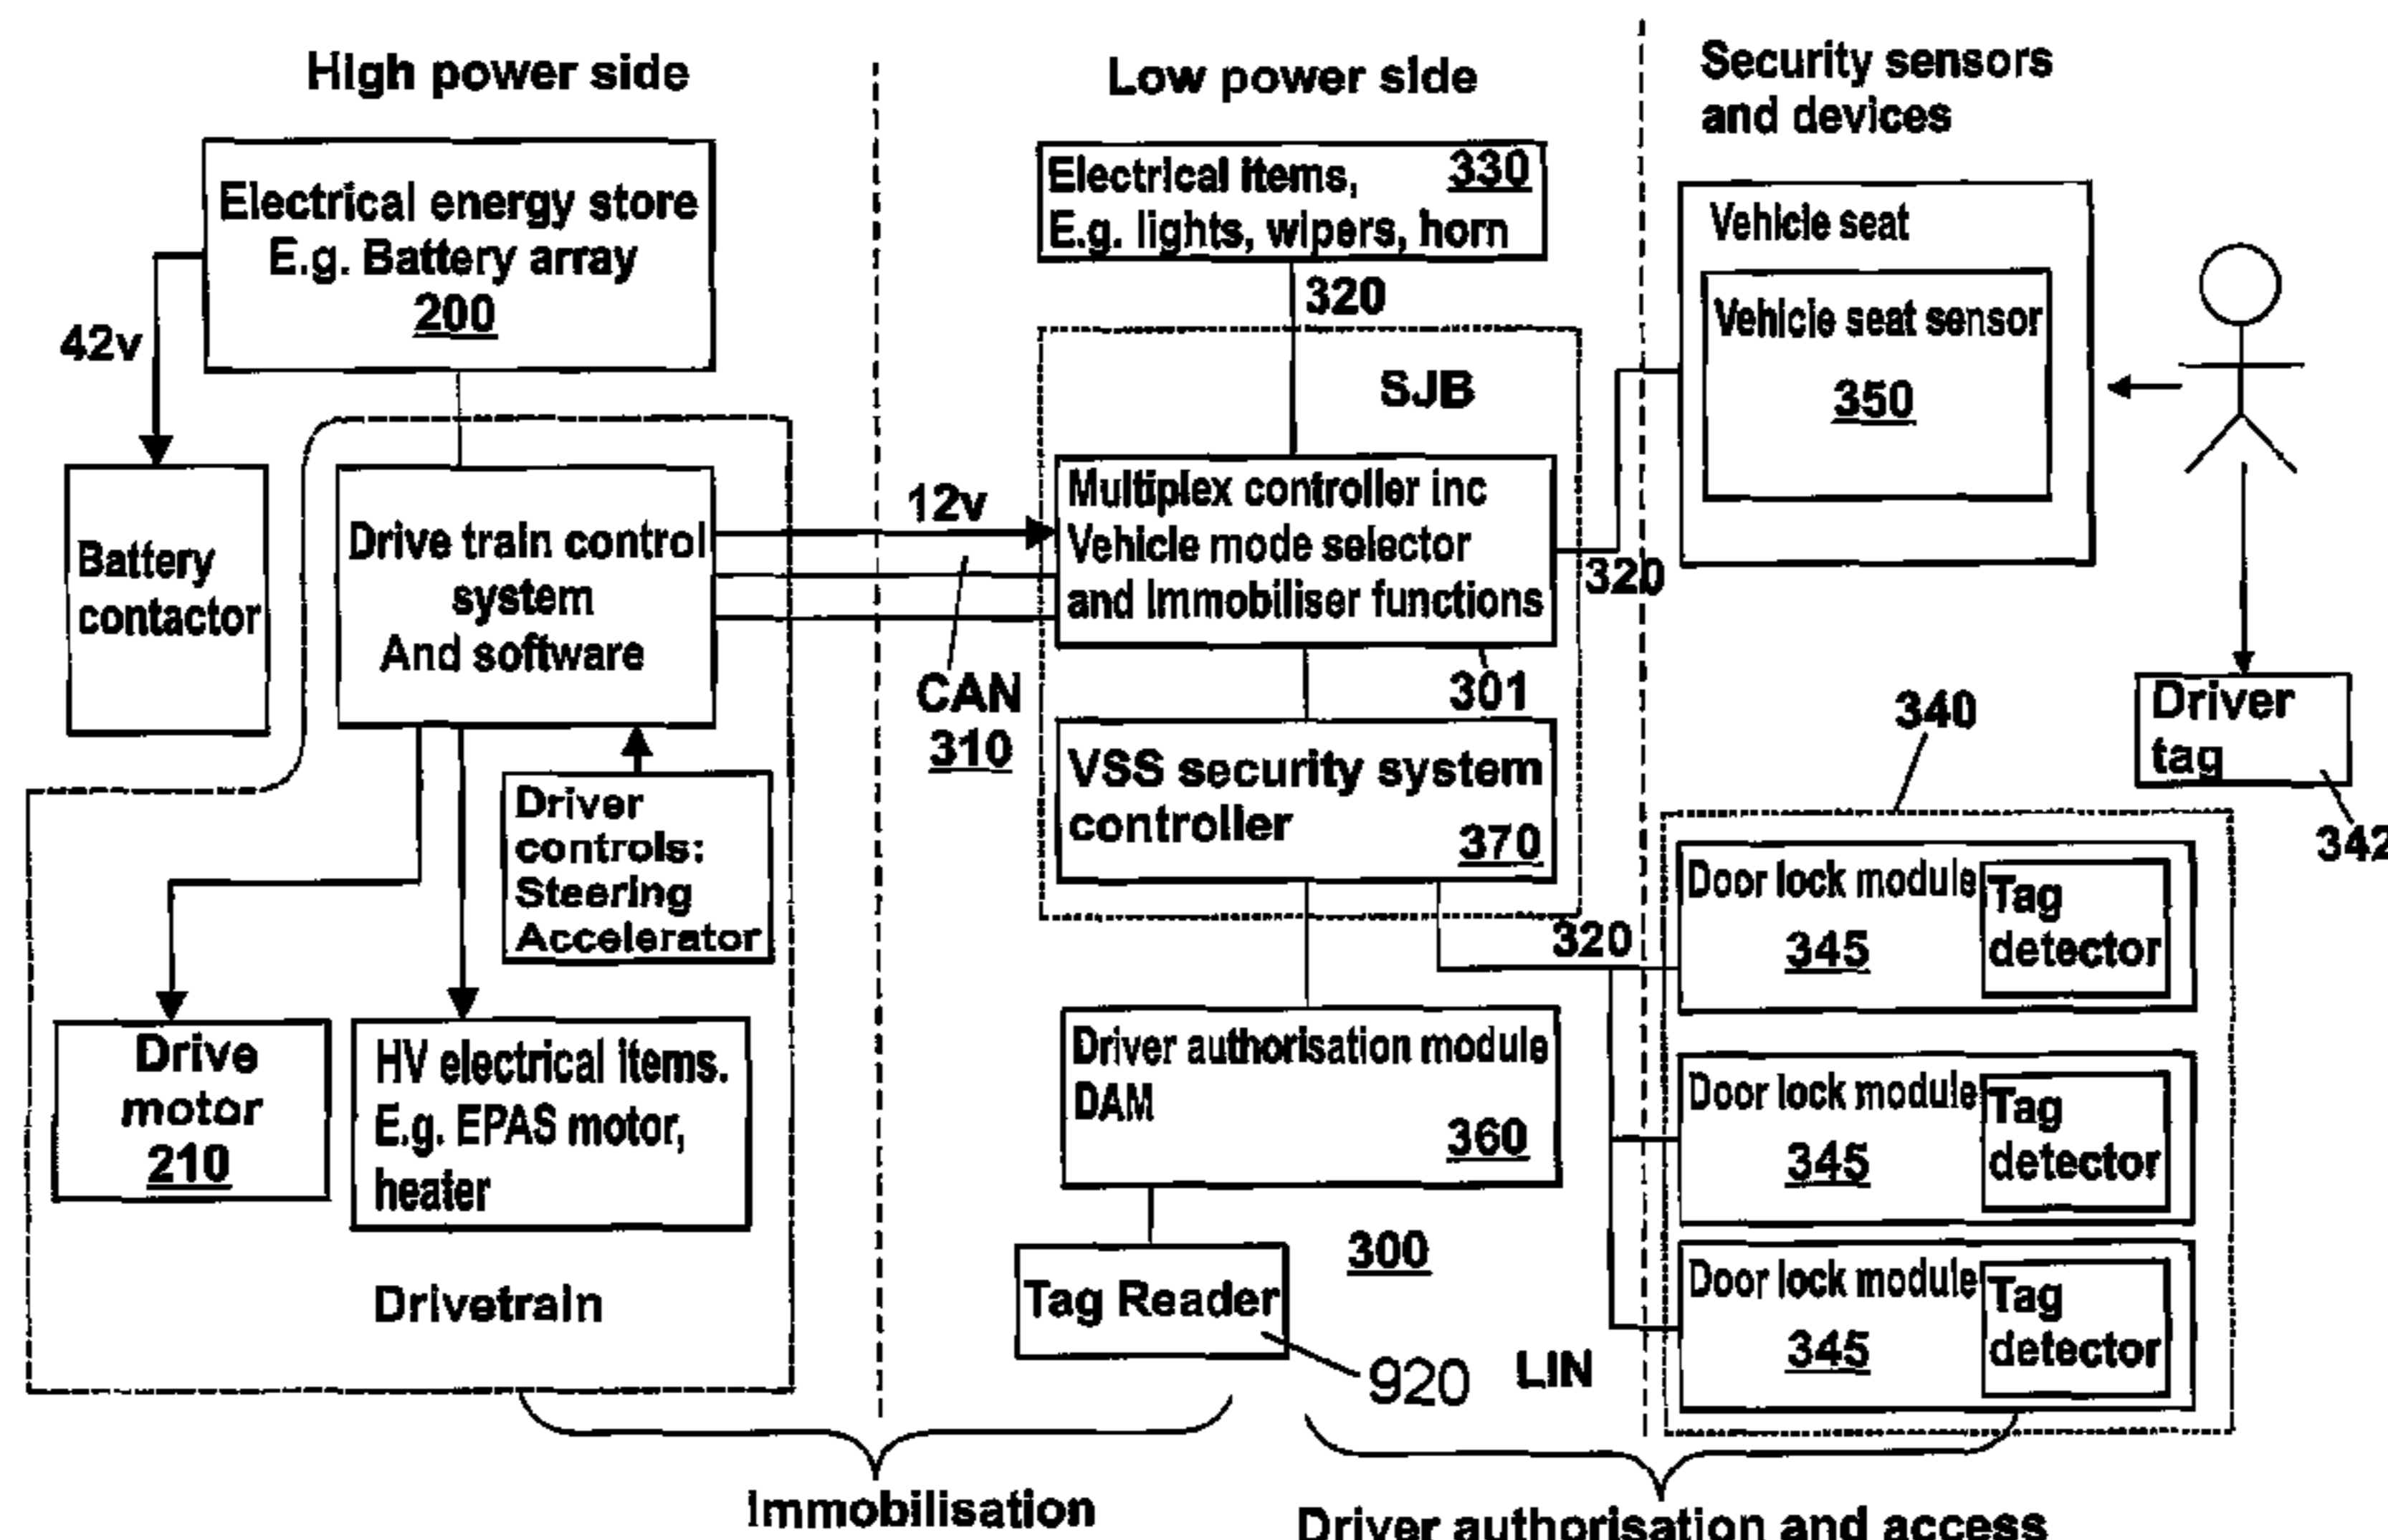 High power side
Low power side
Security sensors
and devices
Electrical energy store
E.g. Battery array
200
42v
Battery
contactor
Drive train control
system
And software
Driver
controls:
Steering
Accelerator
Drive
motor
210
HV electrical items.
E.g. EPAS motor,
heater
Drivetrain
12v
CAN
310
Electrical items,
330
E.g. lights, wipers, horn
320
SJB
Multiplex controller inc
Vehicle mode selector
and Immobiliser functions
301
320
VSS security system
controller
370
320
Driver authorisation module
DAM
360
300
Tag Reader
920
LIN
Vehicle seat
Vehicle seat sensor
350
Driver
tag
342
340
Door lock module
345
Tag
detector
Door lock module
345
Tag
detector
Door lock module
345
Tag
detector
Immobilisation
Driver authorisation and access